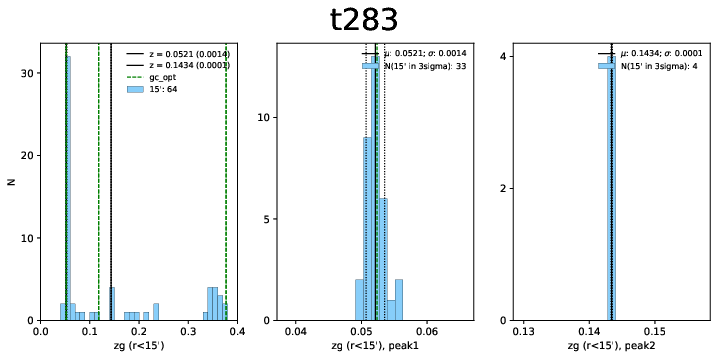 t283
z = 0.0521 (0.0014)
z = 0.1434 (0.0001)
gc_opt
15': 64
N
30
20
10
0
0.0 0.1 0.2 0.3 0.4
zg (r<15')
μ: 0.0521; σ: 0.0014
N(15' in 3sigma): 33
10
5
0
0.04 0.05 0.06
zg (r<15'), peak1
μ: 0.1434; σ: 0.0001
N(15' in 3sigma): 4
4
2
0
0.13 0.14 0.15
zg (r<15'), peak2